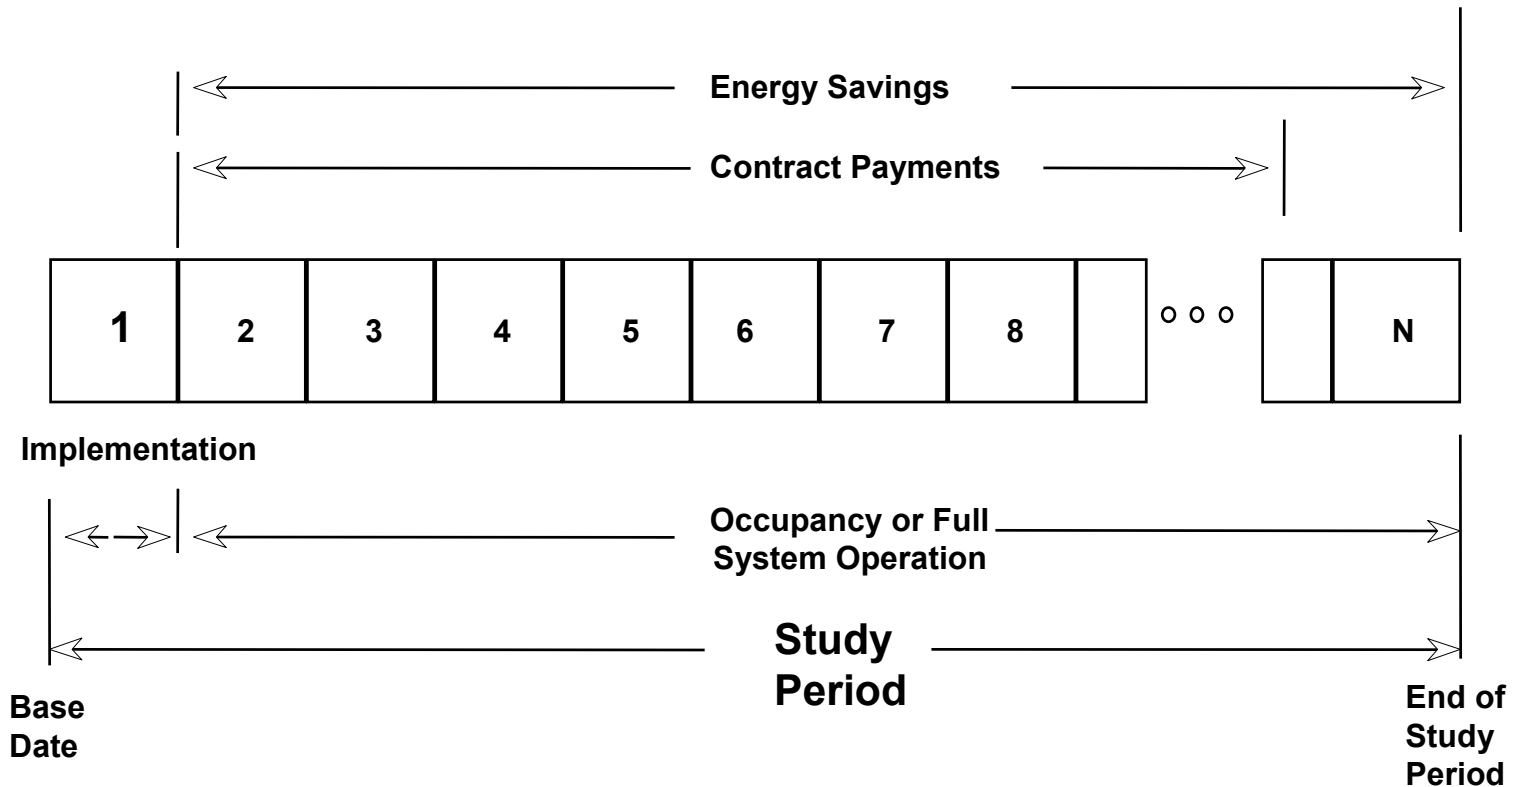 Energy Savings
Contract Payments
1 2 3 4 5 6 7 8 N
Implementation
Occupancy or Full
System Operation
Study
Period
Base
Date
End of
Study
Period